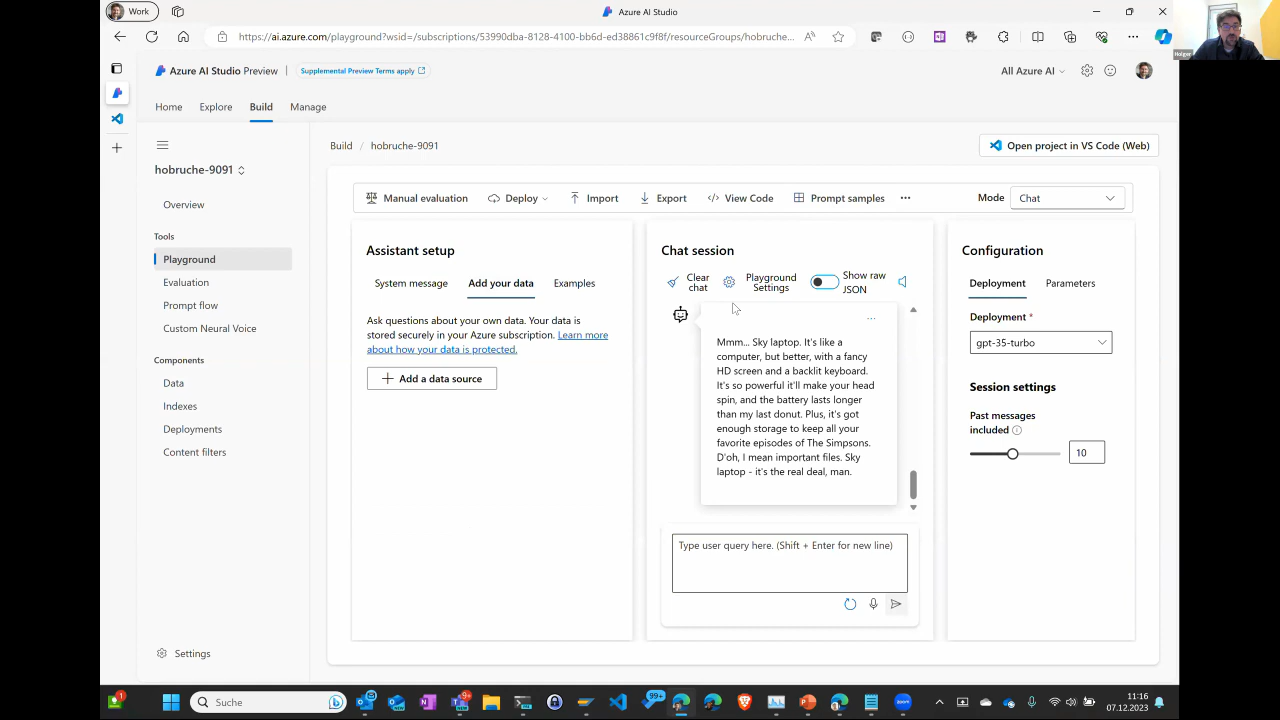 Work
Azure AI Studio
https://ai.azure.com/playground?wsid=/subscriptions/53990dba-8128-4100-bb6d-ed38861c9f8f/resourceGroups/hobruche...
Holger
Azure AI Studio Preview
Supplemental Preview Terms apply
All Azure AI
Home Explore Build Manage
Build / hobruche-9091
Open project in VS Code (Web)
hobruche-9091
Overview
Tools
Playground
Evaluation
Prompt flow
Custom Neural Voice
Components
Data
Indexes
Deployments
Content filters
Settings
Manual evaluation Deploy Import Export View Code Prompt samples ... Mode Chat
Assistant setup
System message Add your data Examples
Ask questions about your own data. Your data is
stored securely in your Azure subscription. Learn more
about how your data is protected.
Add a data source
Chat session
Clear
chat
Playground
Settings
Show raw
JSON
...
Mmm... Sky laptop. It's like a
computer, but better, with a fancy
HD screen and a backlit keyboard.
It's so powerful it'll make your head
spin, and the battery lasts longer
than my last donut. Plus, it's got
enough storage to keep all your
favorite episodes of The Simpsons.
D'oh, I mean important files. Sky
laptop - it's the real deal, man.
Type user query here. (Shift + Enter for new line)
Configuration
Deployment Parameters
Deployment *
gpt-35-turbo
Session settings
Past messages
included
10
1
Suche
9+
99+
zoom
11:16
07.12.2023